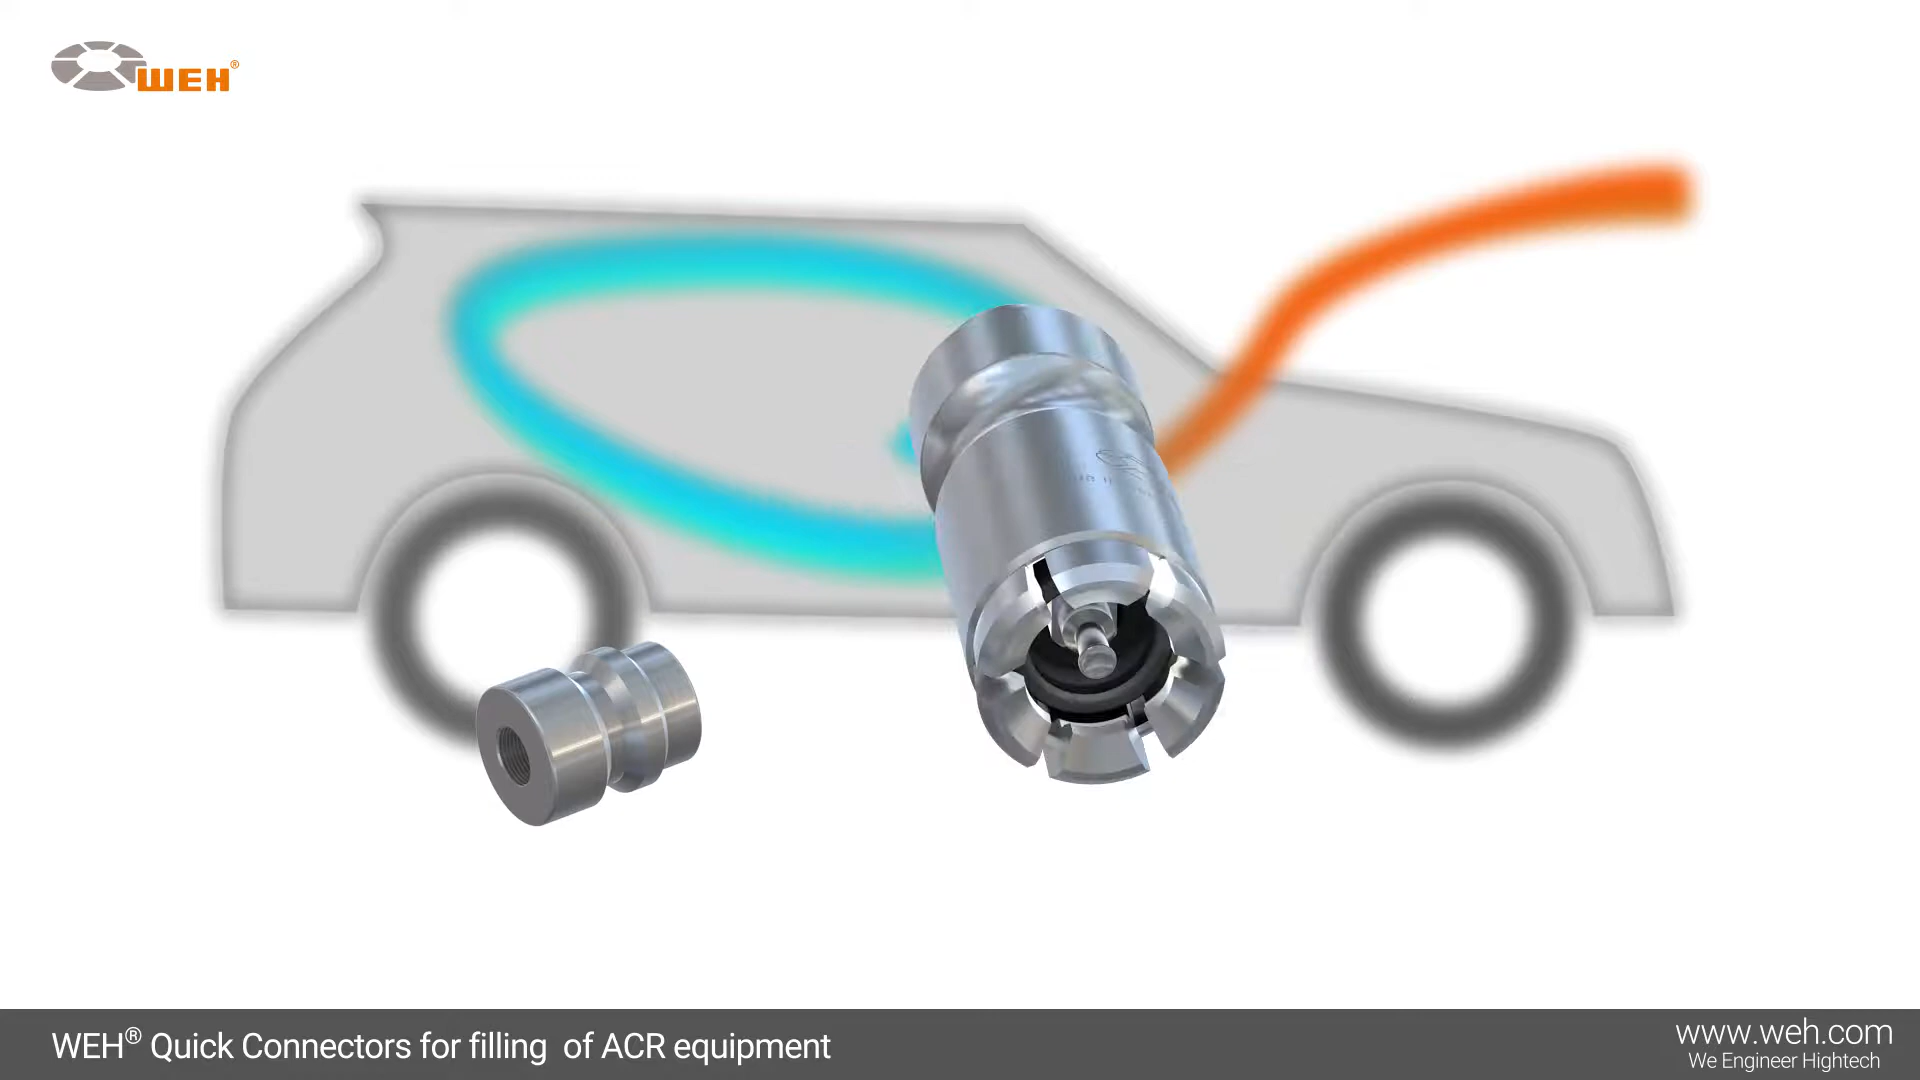 WEH®
WEH® Quick Connectors for filling of ACR equipment
www.weh.com
We Engineer Hightech